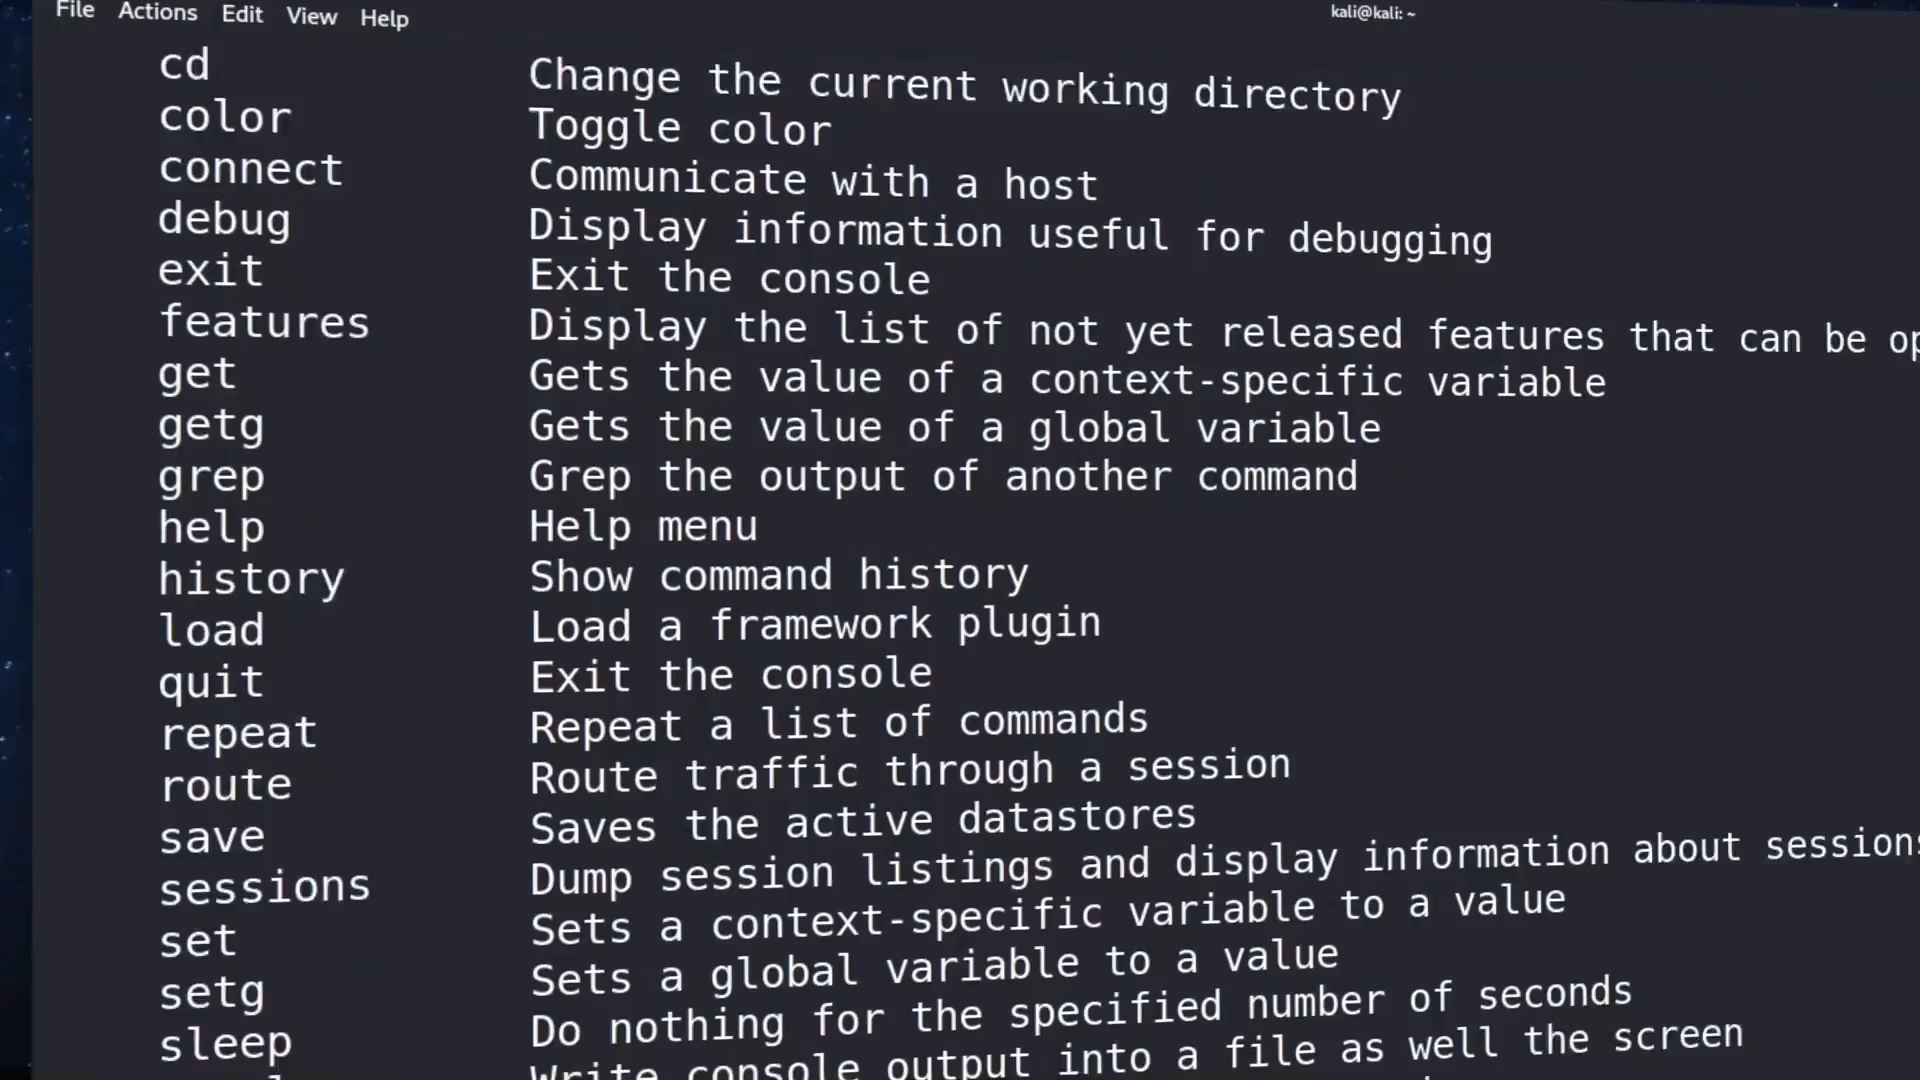 File Actions Edit View Help
kali@kali: ~
cd Change the current working directory
color Toggle color
connect Communicate with a host
debug Display information useful for debugging
exit Exit the console
features Display the list of not yet released features that can be
get Gets the value of a context-specific variable
getg Gets the value of a global variable
grep Grep the output of another command
help Help menu
history Show command history
load Load a framework plugin
quit Exit the console
repeat Repeat a list of commands
route Route traffic through a session
save Saves the active datastores
sessions Dump session listings and display information about sessions
set Sets a context-specific variable to a value
setg Sets a global variable to a value
sleep Do nothing for the specified number of seconds
Write console output into a file as well the screen